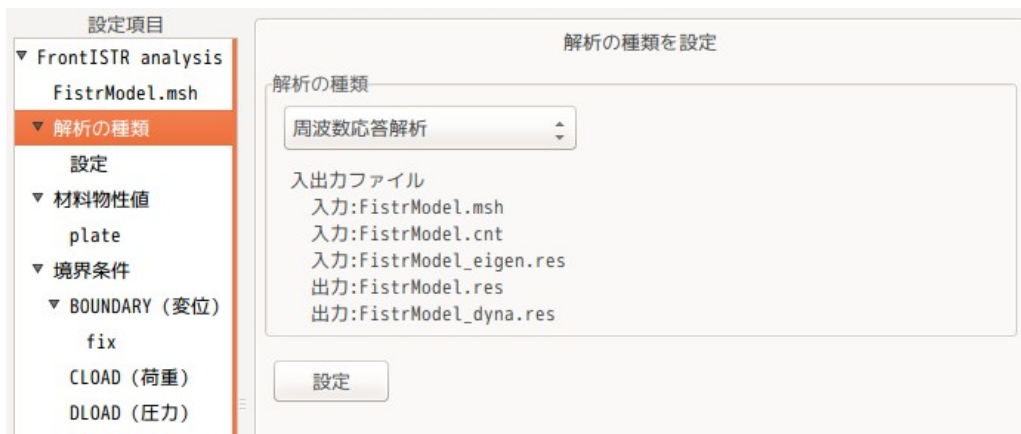 設定項目
FrontISTR analysis
FistrModel.msh
解析の種類
設定
材料物性値
plate
境界条件
BOUNDARY (変位)
fix
CLOAD (荷重)
DLOAD (圧力)
解析の種類を設定
解析の種類
周波数応答解析
入出力ファイル
入力:FistrModel.msh
入力:FistrModel.cnt
入力:FistrModel_eigen.res
出力:FistrModel.res
出力:FistrModel_dyna.res
設定